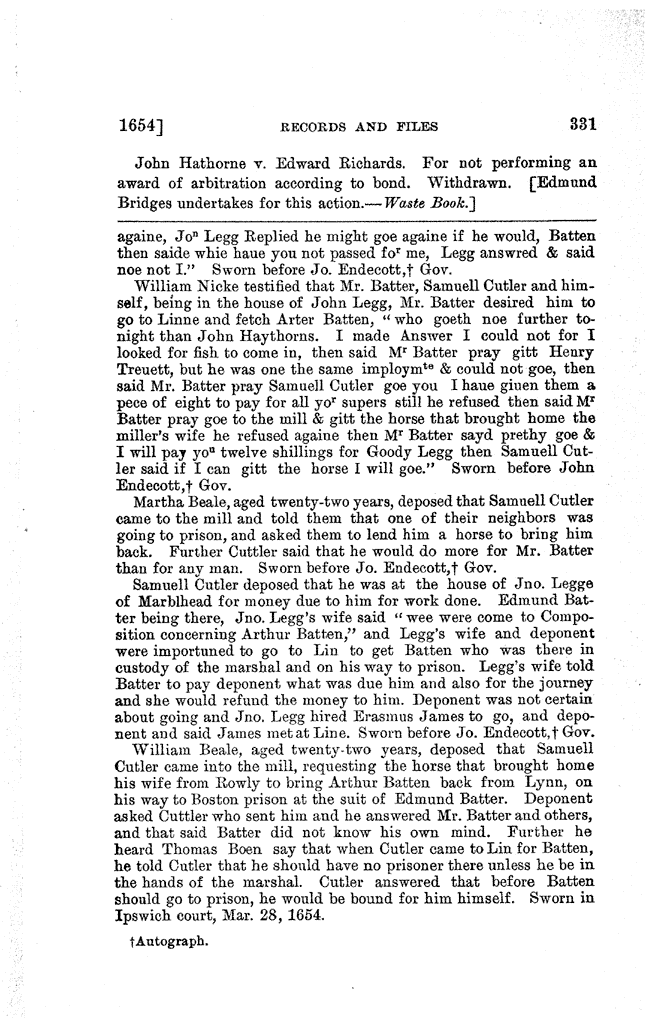 1654] RECORDS AND FILES 331
John Hathorne v. Edward Richards. For not performing an
award of arbitration according to bond. Withdrawn. [Edmund
Bridges undertakes for this action.—Waste Book.]
againe, Joⁿ Legg Replied he might goe againe if he would, Batten
then saide whie haue you not passed foʳ me, Legg answred & said
noe not I." Sworn before Jo. Endecott,† Gov.
William Nicke testified that Mr. Batter, Samuell Cutler and him-
self, being in the house of John Legg, Mr. Batter desired him to
go to Linne and fetch Arter Batten, "who goeth noe further to-
night than John Haythorns. I made Answer I could not for I
looked for fish to come in, then said Mʳ Batter pray gitt Henry
Treuett, but he was one the same imploymᵗᵉ & could not goe, then
said Mr. Batter pray Samuell Cutler goe you I haue giuen them a
pece of eight to pay for all yoʳ supers still he refused then said Mʳ
Batter pray goe to the mill & gitt the horse that brought home the
miller's wife he refused againe then Mʳ Batter sayd prethy goe &
I will pay yoᵘ twelve shillings for Goody Legg then Samuell Cut-
ler said if I can gitt the horse I will goe." Sworn before John
Endecott,† Gov.
Martha Beale, aged twenty-two years, deposed that Samuell Cutler
came to the mill and told them that one of their neighbors was
going to prison, and asked them to lend him a horse to bring him
back. Further Cuttler said that he would do more for Mr. Batter
than for any man. Sworn before Jo. Endecott,† Gov.
Samuell Cutler deposed that he was at the house of Jno. Legge
of Marblhead for money due to him for work done. Edmund Bat-
ter being there, Jno. Legg's wife said "wee were come to Compo-
sition concerning Arthur Batten," and Legg's wife and deponent
were importuned to go to Lin to get Batten who was there in
custody of the marshal and on his way to prison. Legg's wife told
Batter to pay deponent what was due him and also for the journey
and she would refund the money to him. Deponent was not certain
about going and Jno. Legg hired Erasmus James to go, and depo-
nent and said James met at Line. Sworn before Jo. Endecott,† Gov.
William Beale, aged twenty-two years, deposed that Samuell
Cutler came into the mill, requesting the horse that brought home
his wife from Rowly to bring Arthur Batten back from Lynn, on
his way to Boston prison at the suit of Edmund Batter. Deponent
asked Cuttler who sent him and he answered Mr. Batter and others,
and that said Batter did not know his own mind. Further he
heard Thomas Boen say that when Cutler came to Lin for Batten,
he told Cutler that he should have no prisoner there unless he be in
the hands of the marshal. Cutler answered that before Batten
should go to prison, he would be bound for him himself. Sworn in
Ipswich court, Mar. 28, 1654.
†Autograph.